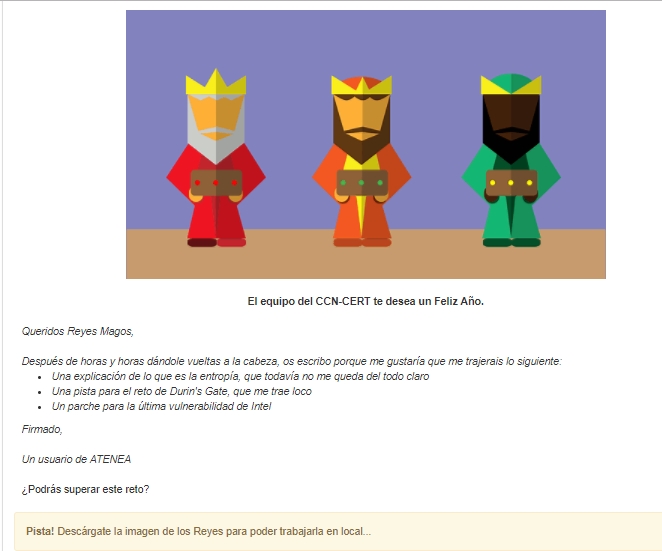 El equipo del CCN-CERT te desea un Feliz Año.
Queridos Reyes Magos,
Después de horas y horas dándole vueltas a la cabeza, os escribo porque me gustaría que me trajerais lo siguiente:
• Una explicación de lo que es la entropía, que todavía no me queda del todo claro
• Una pista para el reto de Durin's Gate, que me trae loco
• Un parche para la última vulnerabilidad de Intel
Firmado,
Un usuario de ATENEA
¿Podrás superar este reto?
Pista! Descárgate la imagen de los Reyes para poder trabajarla en local...